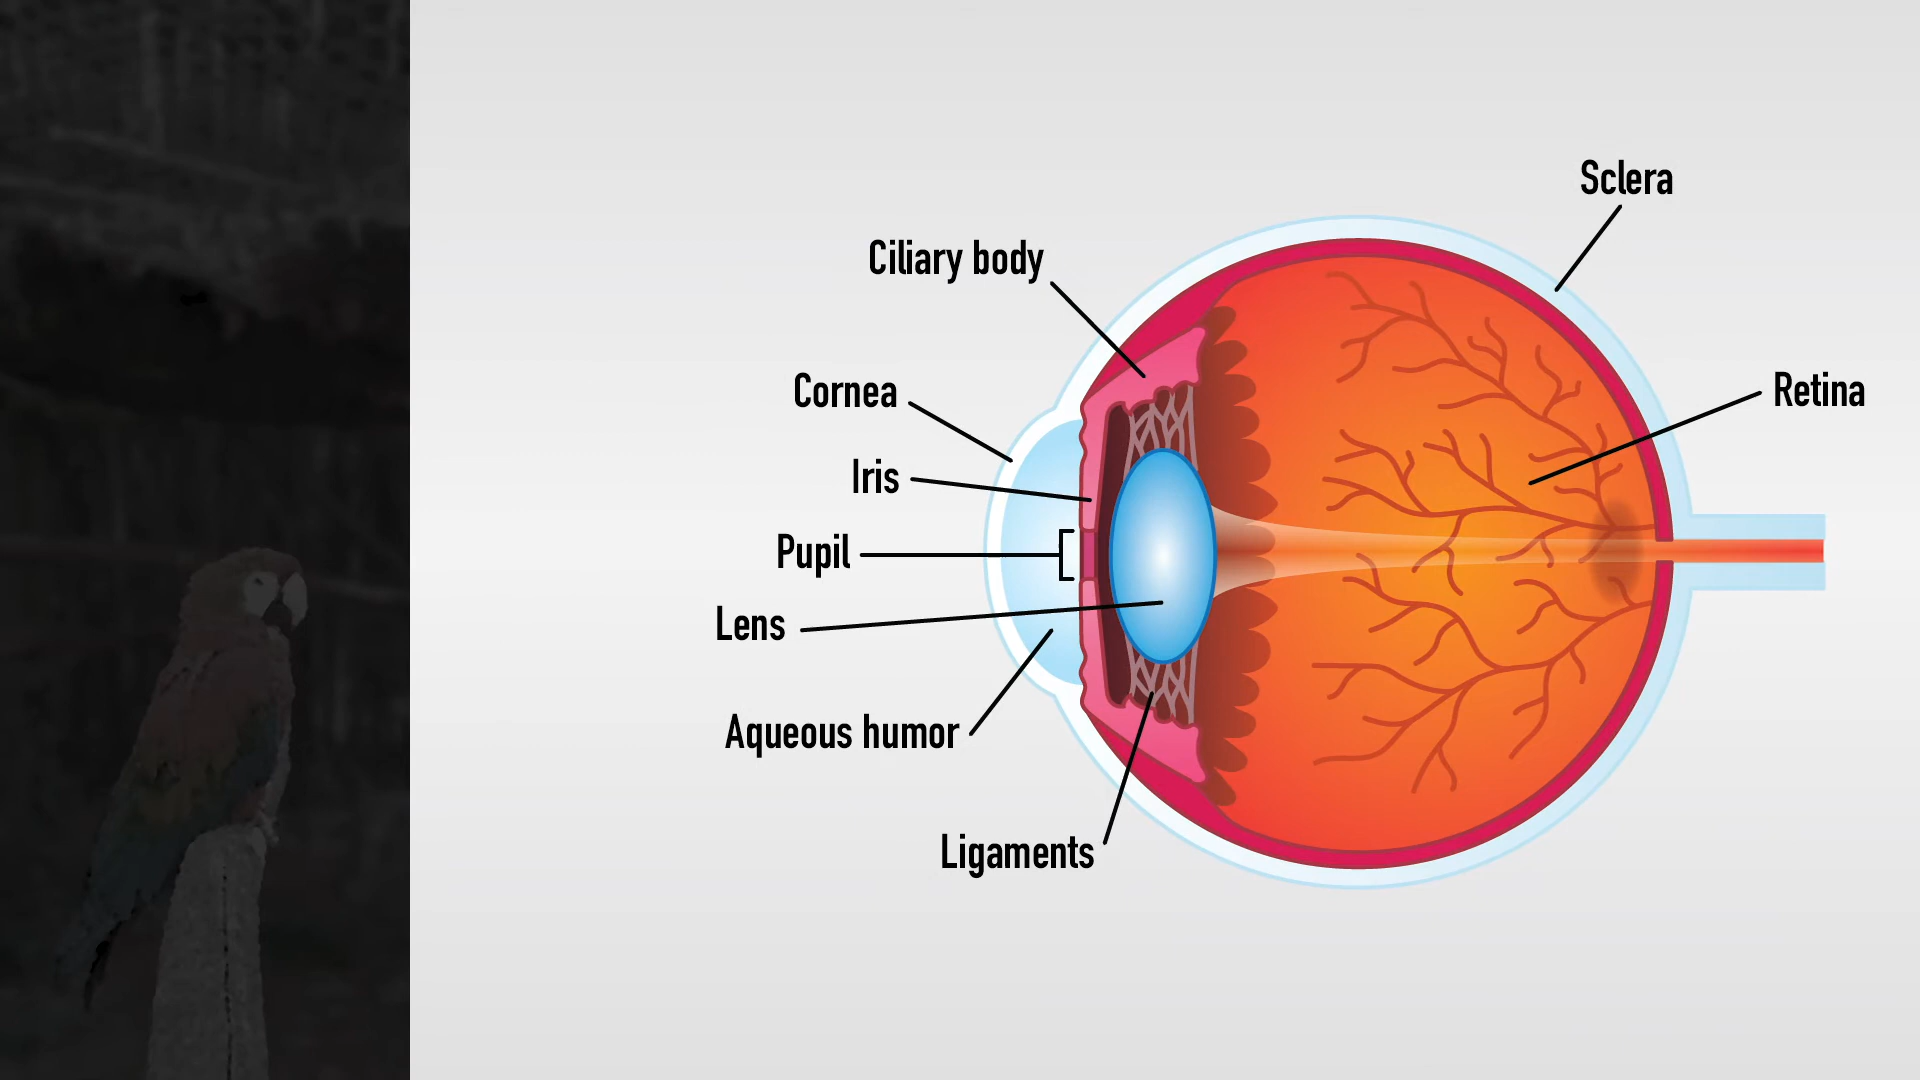 Sclera
Ciliary body
Cornea
Retina
Iris
Pupil
Lens
Aqueous humor
Ligaments